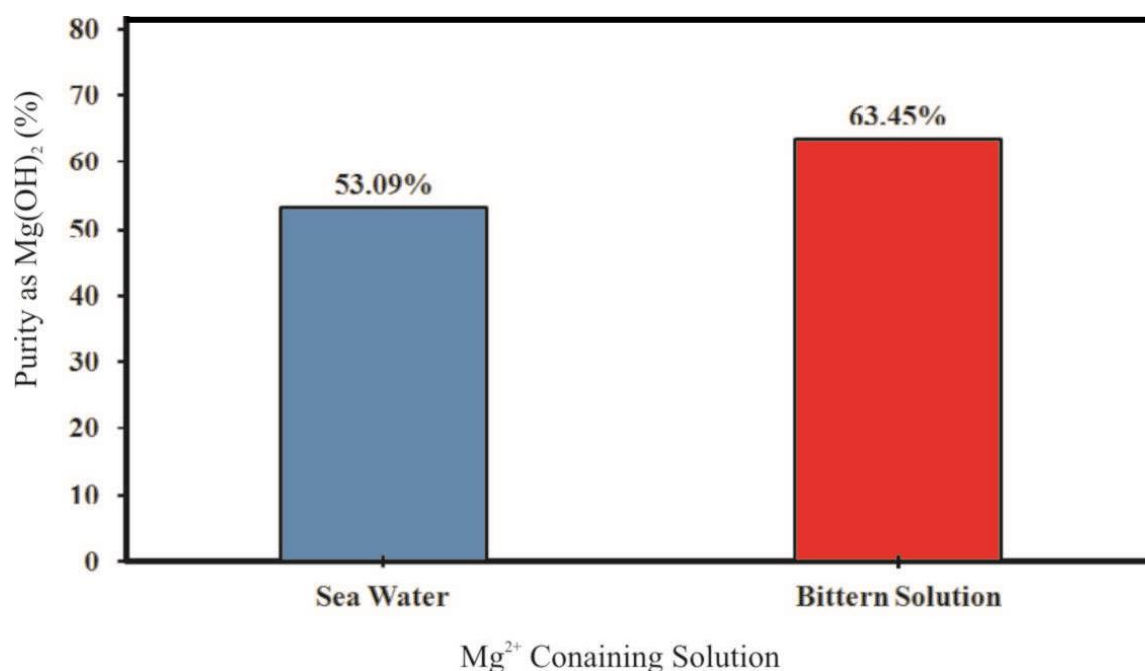 Purity as Mg(OH)₂ (%)
80
70
60
50
40
30
20
10
0
53.09%
63.45%
Sea Water
Bittern Solution
Mg²⁺ Conaining Solution